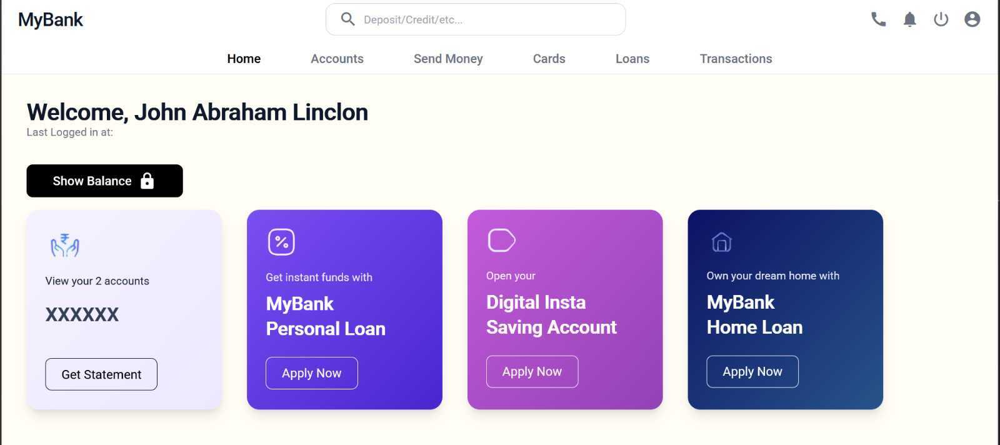 MyBank
Deposit/Credit/etc...
Home Accounts Send Money Cards Loans Transactions
Welcome, John Abraham Linclon
Last Logged in at:
Show Balance
₹
View your 2 accounts
XXXXXX
Get Statement
%
Get instant funds with
MyBank
Personal Loan
Apply Now
Open your
Digital Insta
Saving Account
Apply Now
Own your dream home with
MyBank
Home Loan
Apply Now